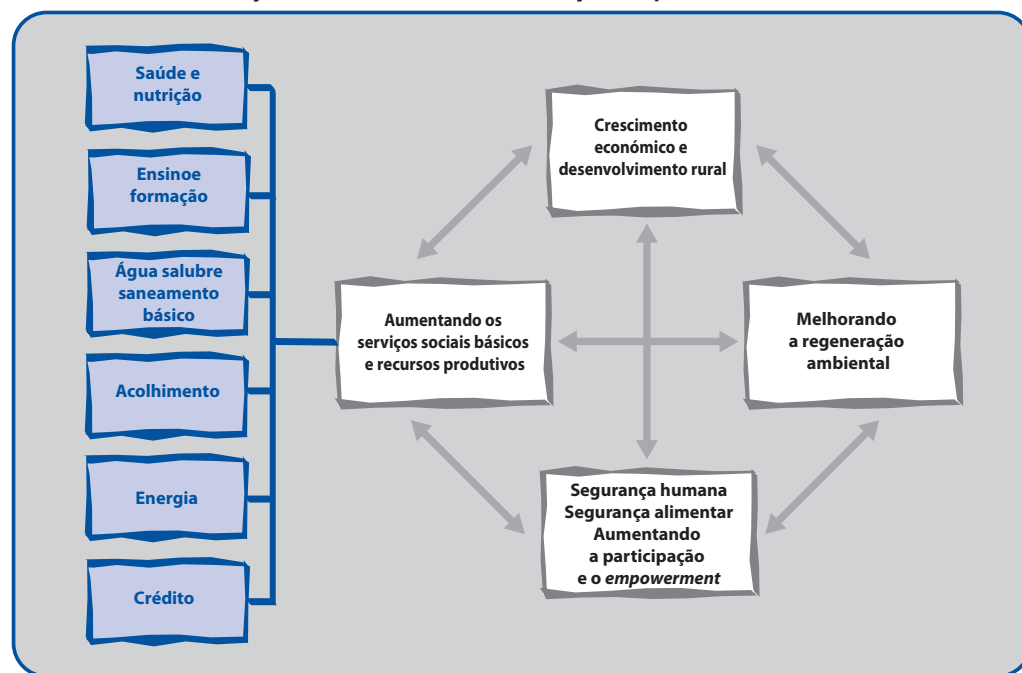 Saúde e
nutrição
Ensinoe
formação
Água salubre
saneamento
básico
Acolhimento
Energia
Crédito
Crescimento
económico e
desenvolvimento rural
Aumentando os
serviços sociais básicos
e recursos produtivos
Melhorando
a regeneração
ambiental
Segurança humana
Segurança alimentar
Aumentando
a participação
e o empowerment